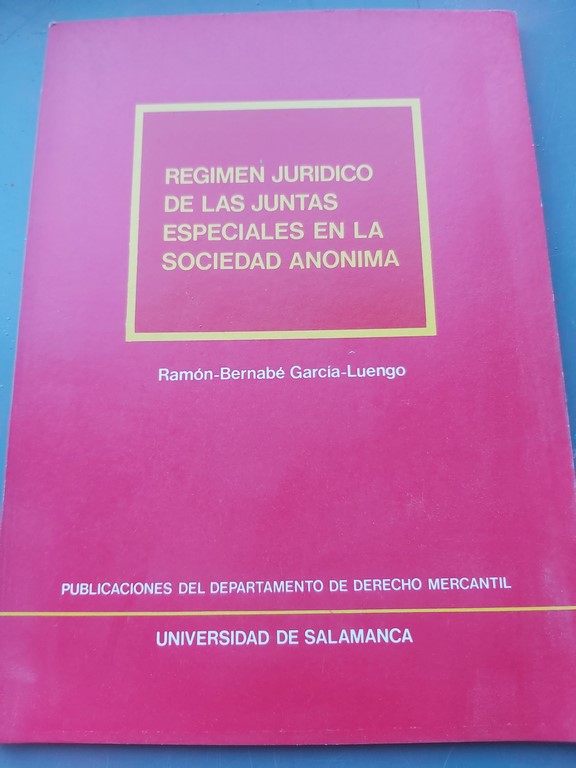 REGIMEN JURIDICO
DE LAS JUNTAS
ESPECIALES EN LA
SOCIEDAD ANONIMA
Ramón-Bernabé Garcia-Luengo
PUBLICACIONES DEL DEPARTAMENTO DE DERECHO MERCANTIL
UNIVERSIDAD DE SALAMANCA